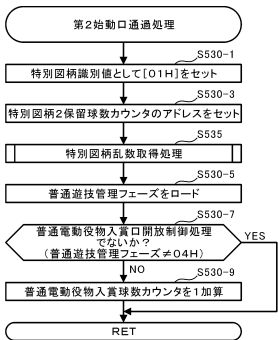 第2始動口通過処理
S530-1
特別図柄識別値として[01H]をセット
S530-3
特別図柄2保留球数カウンタのアドレスをセット
S535
特別図柄乱数取得処理
S530-5
普通遊技管理フェーズをロード
S530-7
普通電動役物入賞口開放制御処理
でないか？
(普通遊技管理フェーズ≠04H)
YES
NO
S530-9
普通電動役物入賞球数カウンタを1加算
RET